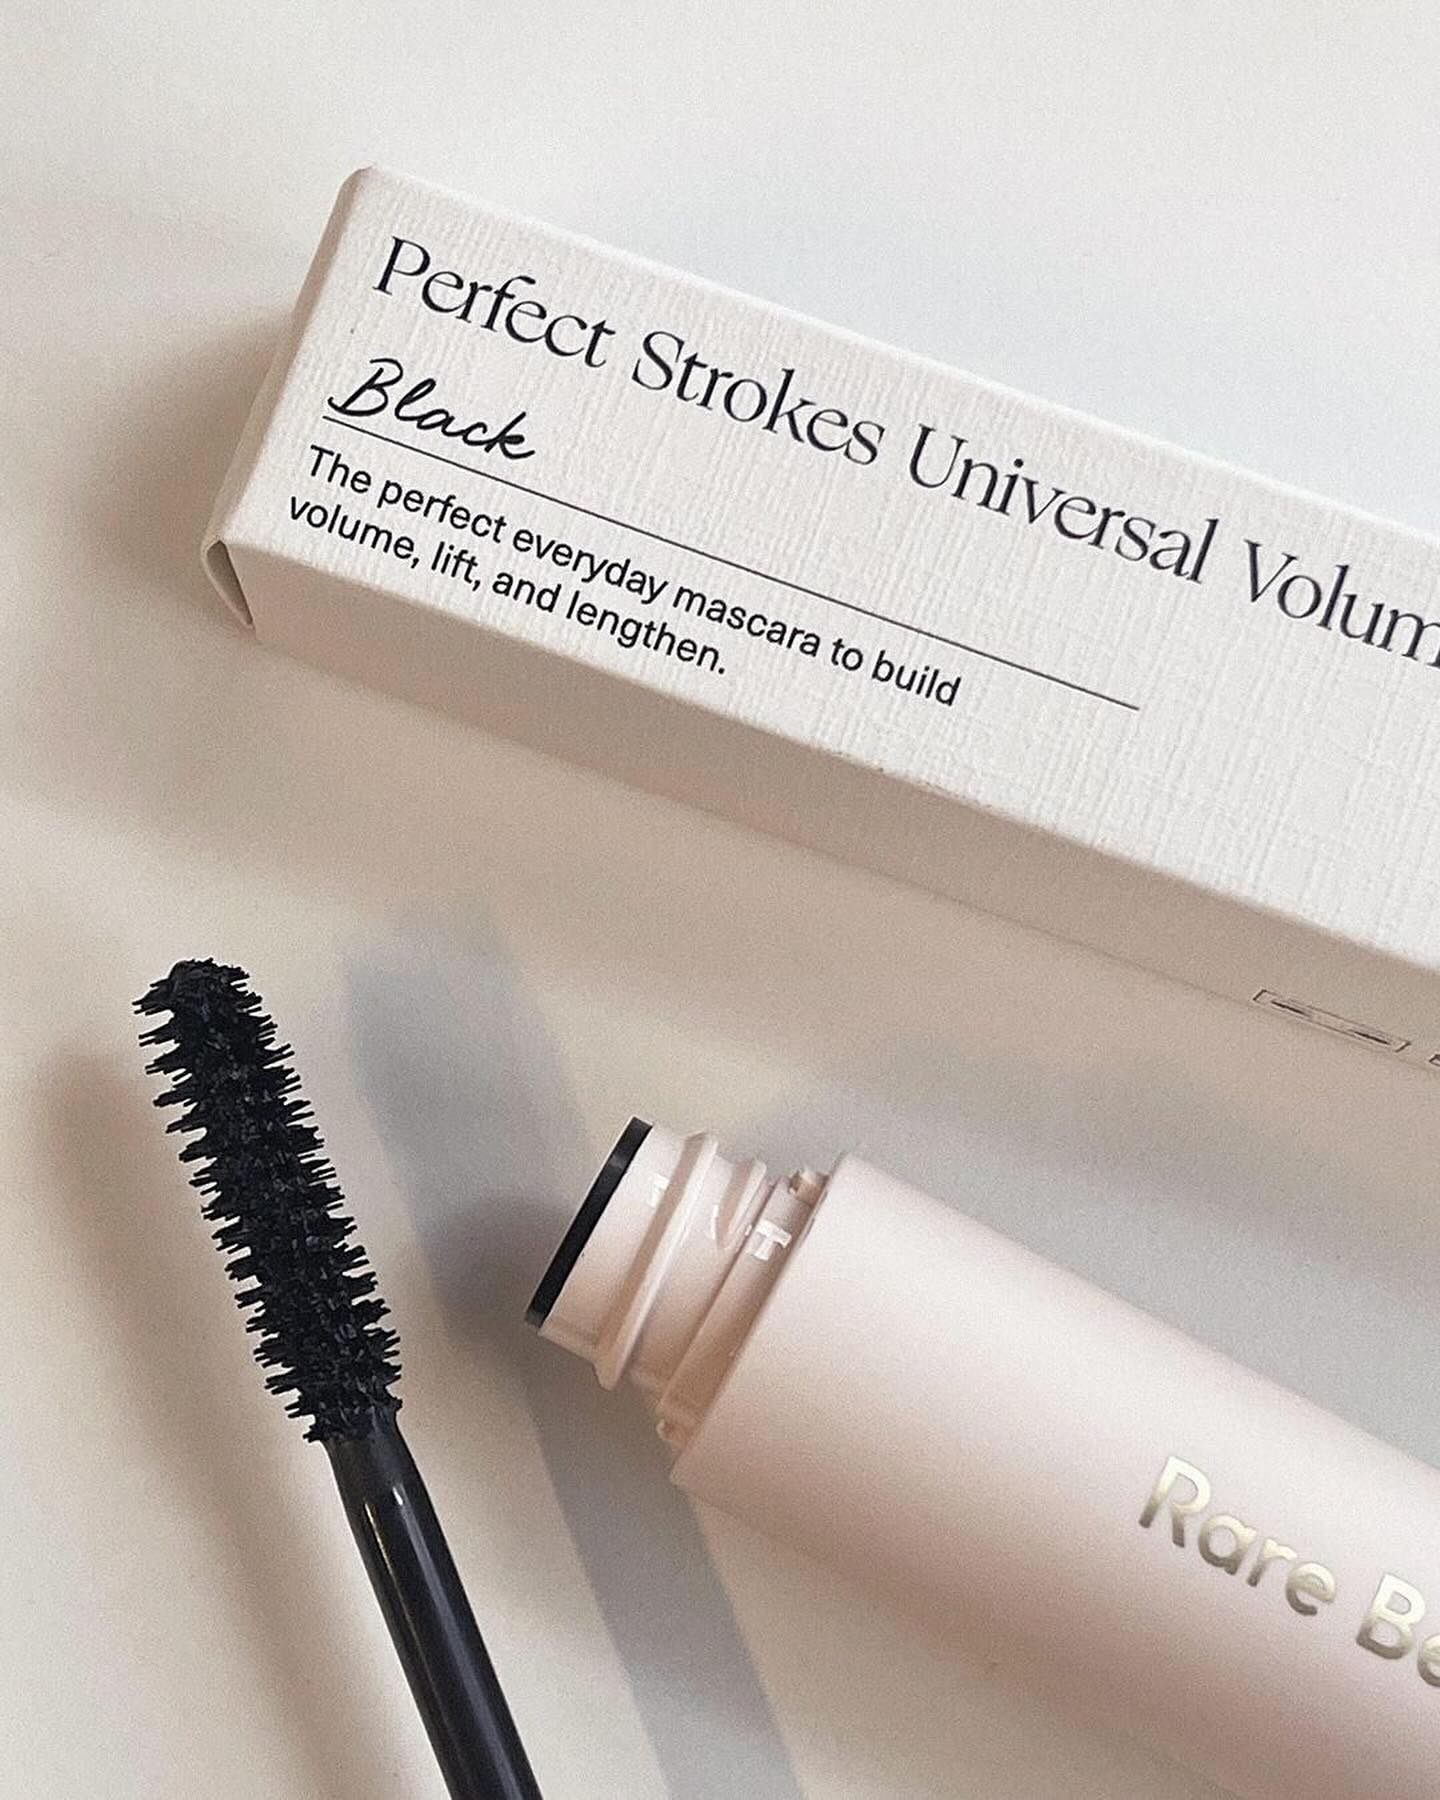 Perfect Strokes Universal Volum
Black
The perfect everyday mascara to build
volume, lift, and lengthen.
Rare Be